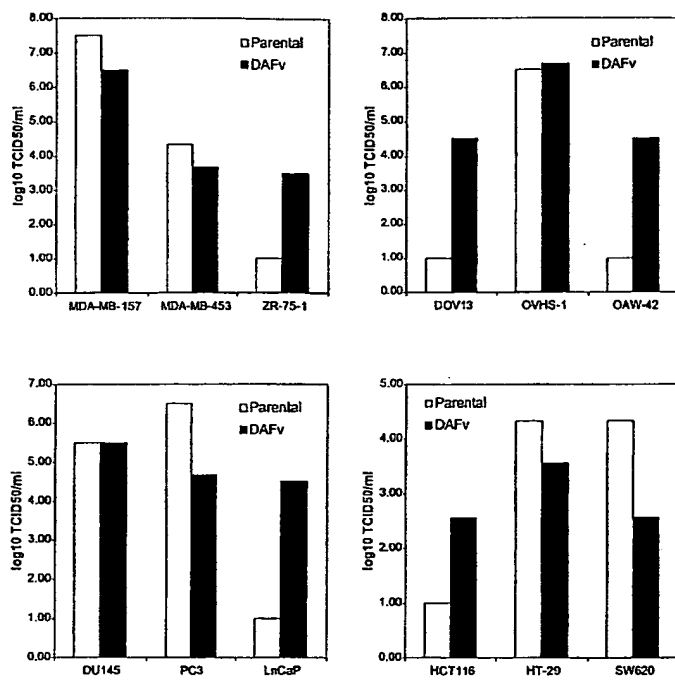 8.00
7.00
6.00
5.00
4.00
3.00
2.00
1.00
0.00
log10 TCID50/ml
Parental
DAFv
MDA-MB-157 MDA-MB-453 ZR-75-1
8.00
7.00
6.00
5.00
4.00
3.00
2.00
1.00
0.00
log10 TCID50/ml
Parental
DAFv
DOV13 OVHS-1 OAW-42
7.00
6.00
5.00
4.00
3.00
2.00
1.00
0.00
log10 TCID50/ml
Parental
DAFv
DU145 PC3 LnCaP
5.00
4.00
3.00
2.00
1.00
0.00
log10 TCID50/ml
Parental
DAFv
HCT116 HT-29 SW620